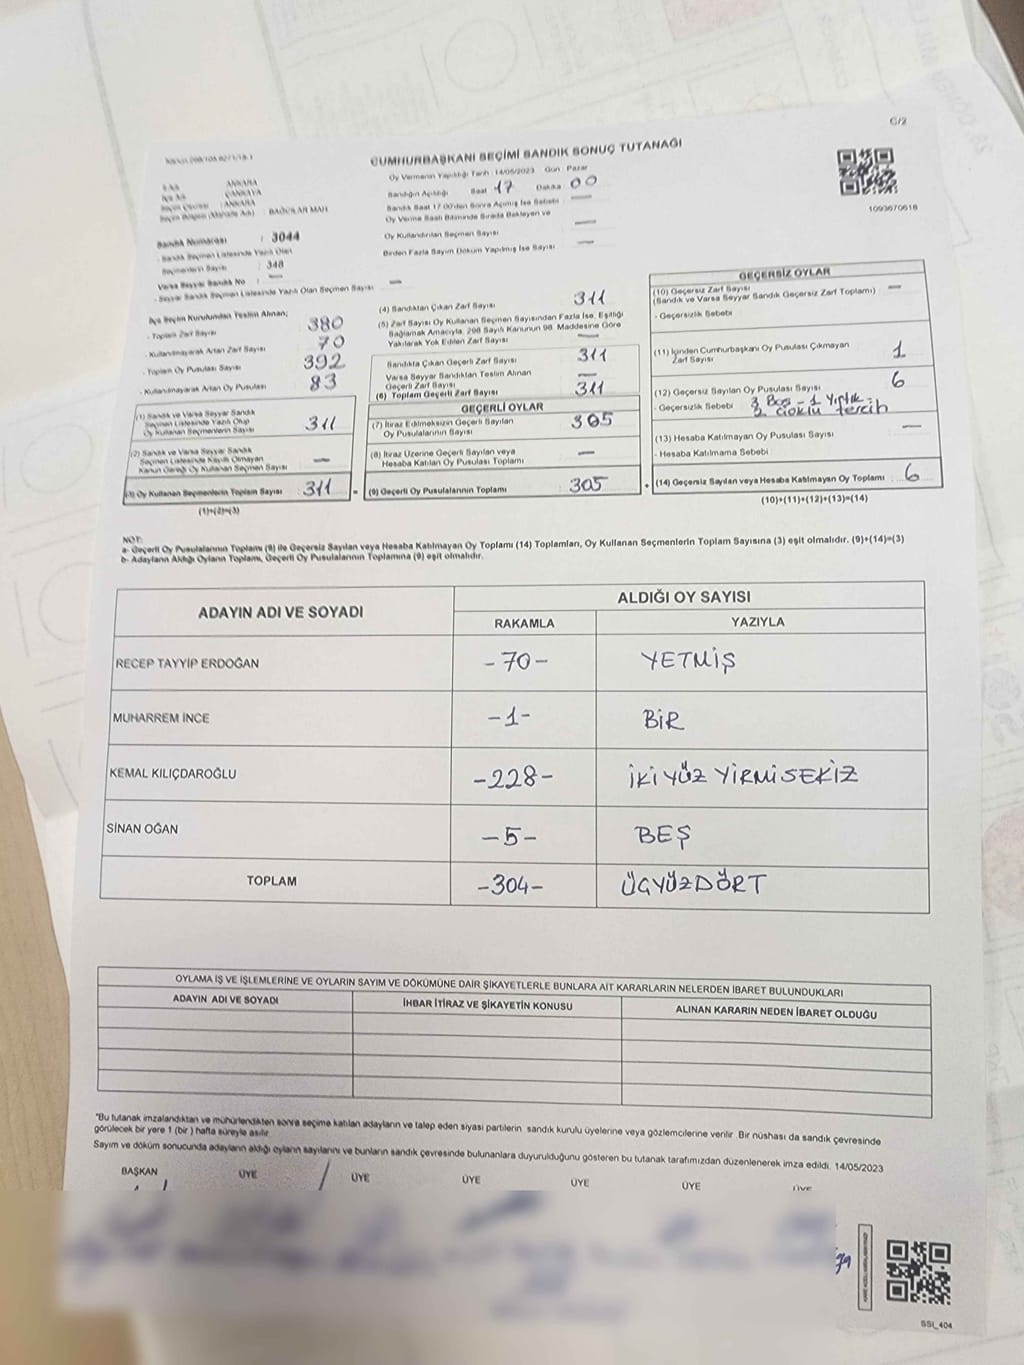 C/2
CUMHURBAŞKANI SEÇİMİ SANDIK SONUÇ TUTANAĞI
Oy Vermenin Yapıldığı Tarih : 14/05/2023 Gün : Pazar
Sandığın Açıldığı Saat 17 Dakika 00
Sandık Saat 17:00'den Sonra Açılmış İse Sebebi —
Oy Verme Saati Bitiminde Sırada Bekleyen ve
Oy Kullandırılan Seçmen Sayısı —
Birden Fazla Sayım Döküm Yapılmış İse Sayısı —
1093670618
ANKARA
ÇANKAYA
ANKARA
BAĞCILAR MAH
Sandık Numarası : 3044
- Sandık Seçmen Listesinde Yazılı Olan
Seçmenlerin Sayısı : 348
Varsa Seyyar Sandık No : —
- Seyyar Sandık Seçmen Listesinde Yazılı Olan Seçmen Sayısı : —
İlçe Seçim Kurulundan Teslim Alınan;
- Toplam Zarf Sayısı 380
- Kullanılmayarak Artan Zarf Sayısı 70
- Toplam Oy Pusulası Sayısı 392
- Kullanılmayarak Artan Oy Pusulası 83
(1) Sandık ve Varsa Seyyar Sandık
Seçmen Listesinde Yazılı Olup
Oy Kullanan Seçmenlerin Sayısı 311
(2) Sandık ve Varsa Seyyar Sandık
Seçmen Listesinde Kayıtlı Olmayan
Kanun Gereği Oy Kullanan Seçmen Sayısı —
(3) Oy Kullanan Seçmenlerin Toplam Sayısı 311 =
(1)+(2)=(3)
(4) Sandıktan Çıkan Zarf Sayısı 311
(5) Zarf Sayısı Oy Kullanan Seçmen Sayısından Fazla İse, Eşitliği
Sağlamak Amacıyla, 298 Sayılı Kanunun 98. Maddesine Göre
Yakılarak Yok Edilen Zarf Sayısı —
Sandıkta Çıkan Geçerli Zarf Sayısı 311
Varsa Seyyar Sandıktan Teslim Alınan
Geçerli Zarf Sayısı —
(6) Toplam Geçerli Zarf Sayısı 311
GEÇERLİ OYLAR
(7) İtiraz Edilmeksizin Geçerli Sayılan
Oy Pusulalarının Sayısı 305
(8) İtiraz Üzerine Geçerli Sayılan veya
Hesaba Katılan Oy Pusulası Toplamı —
(9) Geçerli Oy Pusulalarının Toplamı 305 +
GEÇERSİZ OYLAR
(10) Geçersiz Zarf Sayısı
(Sandık ve Varsa Seyyar Sandık Geçersiz Zarf Toplamı) —
- Geçersizlik Sebebi
(11) İçinden Cumhurbaşkanı Oy Pusulası Çıkmayan
Zarf Sayısı 1
(12) Geçersiz Sayılan Oy Pusulası Sayısı 6
- Geçersizlik Sebebi 3 Boş - 1 Yırtık -
2 çoklu tercih
(13) Hesaba Katılmayan Oy Pusulası Sayısı —
- Hesaba Katılmama Sebebi
(14) Geçersiz Sayılan veya Hesaba Katılmayan Oy Toplamı : 6
(10)+(11)+(12)+(13)=(14)
NOT:
a- Geçerli Oy Pusulalarının Toplamı (9) ile Geçersiz Sayılan veya Hesaba Katılmayan Oy Toplamı (14) Toplamları, Oy Kullanan Seçmenlerin Toplam Sayısına (3) eşit olmalıdır. (9)+(14)=(3)
b- Adayların Aldığı Oyların Toplamı, Geçerli Oy Pusulalarının Toplamına (9) eşit olmalıdır.
ADAYIN ADI VE SOYADI
ALDIĞI OY SAYISI
RAKAMLA YAZIYLA
RECEP TAYYİP ERDOĞAN -70- YETMİŞ
MUHARREM İNCE -1- BİR
KEMAL KILIÇDAROĞLU -228- İKİ YÜZ YİRMİ SEKİZ
SİNAN OĞAN -5- BEŞ
TOPLAM -304- ÜÇYÜZDÖRT
OYLAMA İŞ VE İŞLEMLERİNE VE OYLARIN SAYIM VE DÖKÜMÜNE DAİR ŞİKAYETLERLE BUNLARA AİT KARARLARIN NELERDEN İBARET BULUNDUKLARI
ADAYIN ADI VE SOYADI İHBAR İTİRAZ VE ŞİKAYETİN KONUSU ALINAN KARARIN NEDEN İBARET OLDUĞU
*Bu tutanak imzalandıktan ve mühürlendikten sonra seçime katılan adayların ve talep eden siyasi partilerin sandık kurulu üyelerine veya gözlemcilerine verilir. Bir nüshası da sandık çevresinde
görülecek bir yere 1 (bir) hafta süreyle asılır.
Sayım ve döküm sonucunda adayların aldığı oyların sayılarını ve bunların sandık çevresinde bulunanlara duyurulduğunu gösteren bu tutanak tarafımızdan düzenlenerek imza edildi. 14/05/2023
BAŞKAN ÜYE ÜYE ÜYE ÜYE ÜYE ÜYE
SSI_404